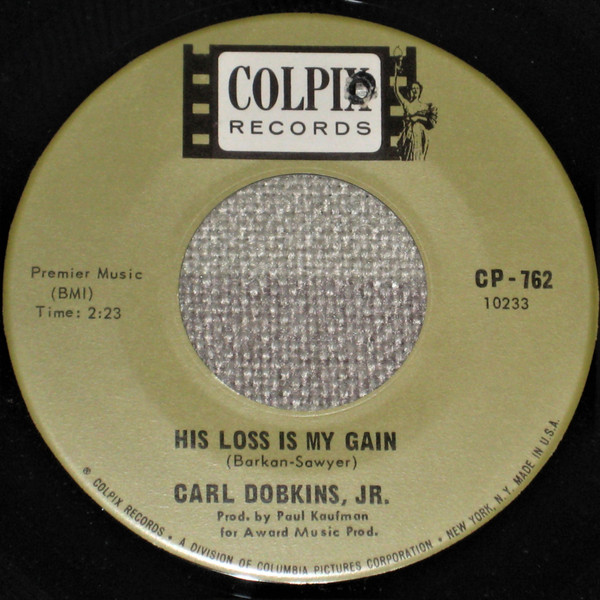 COLPIX
RECORDS
Premier Music
(BMI)
Time: 2:23
CP-762
10233
HIS LOSS IS MY GAIN
(Barkan-Sawyer)
CARL DOBKINS, JR.
Prod. by Paul Kaufman
for Award Music Prod.
® COLPIX RECORDS • A DIVISION OF COLUMBIA PICTURES CORPORATION • NEW YORK, N.Y. MADE IN U.S.A.